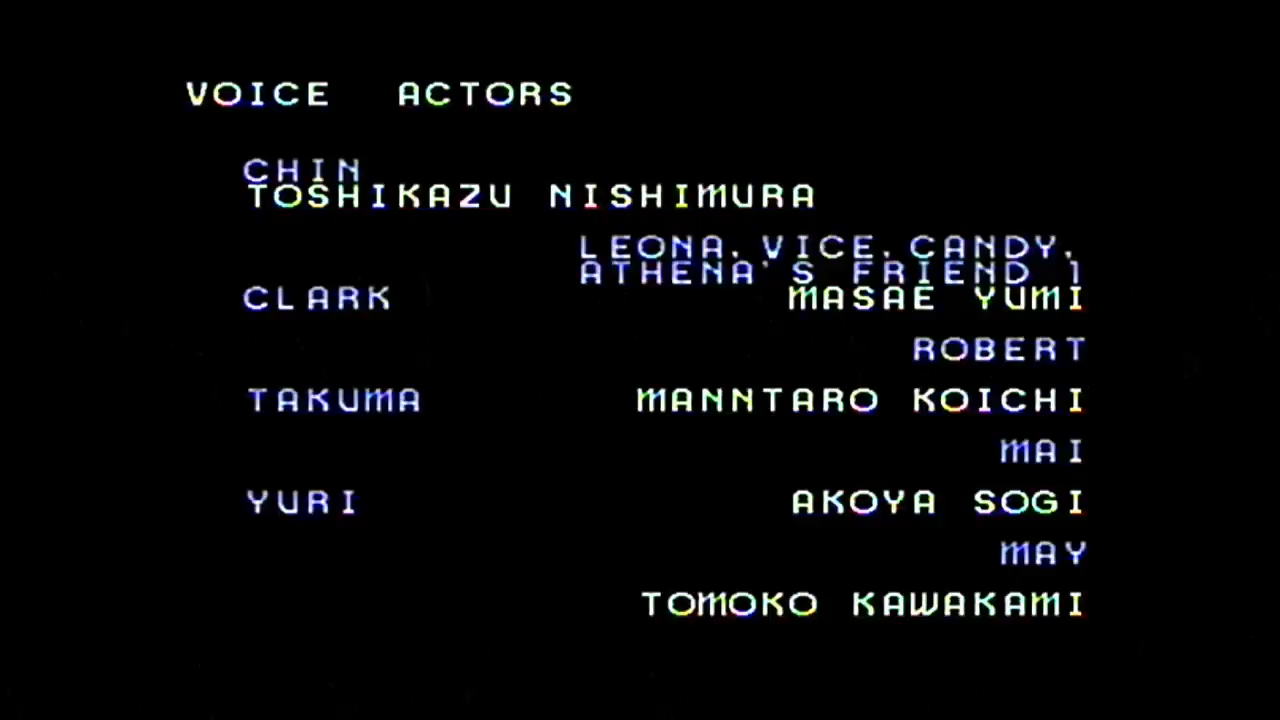 VOICE ACTORS
CHIN
TOSHIKAZU NISHIMURA
LEONA.VICE.CANDY.
ATHENA'S FRIEND 1
CLARK MASAE YUMI
ROBERT
TAKUMA MANNTARO KOICHI
MAI
YURI AKOYA SOGI
MAY
TOMOKO KAWAKAMI